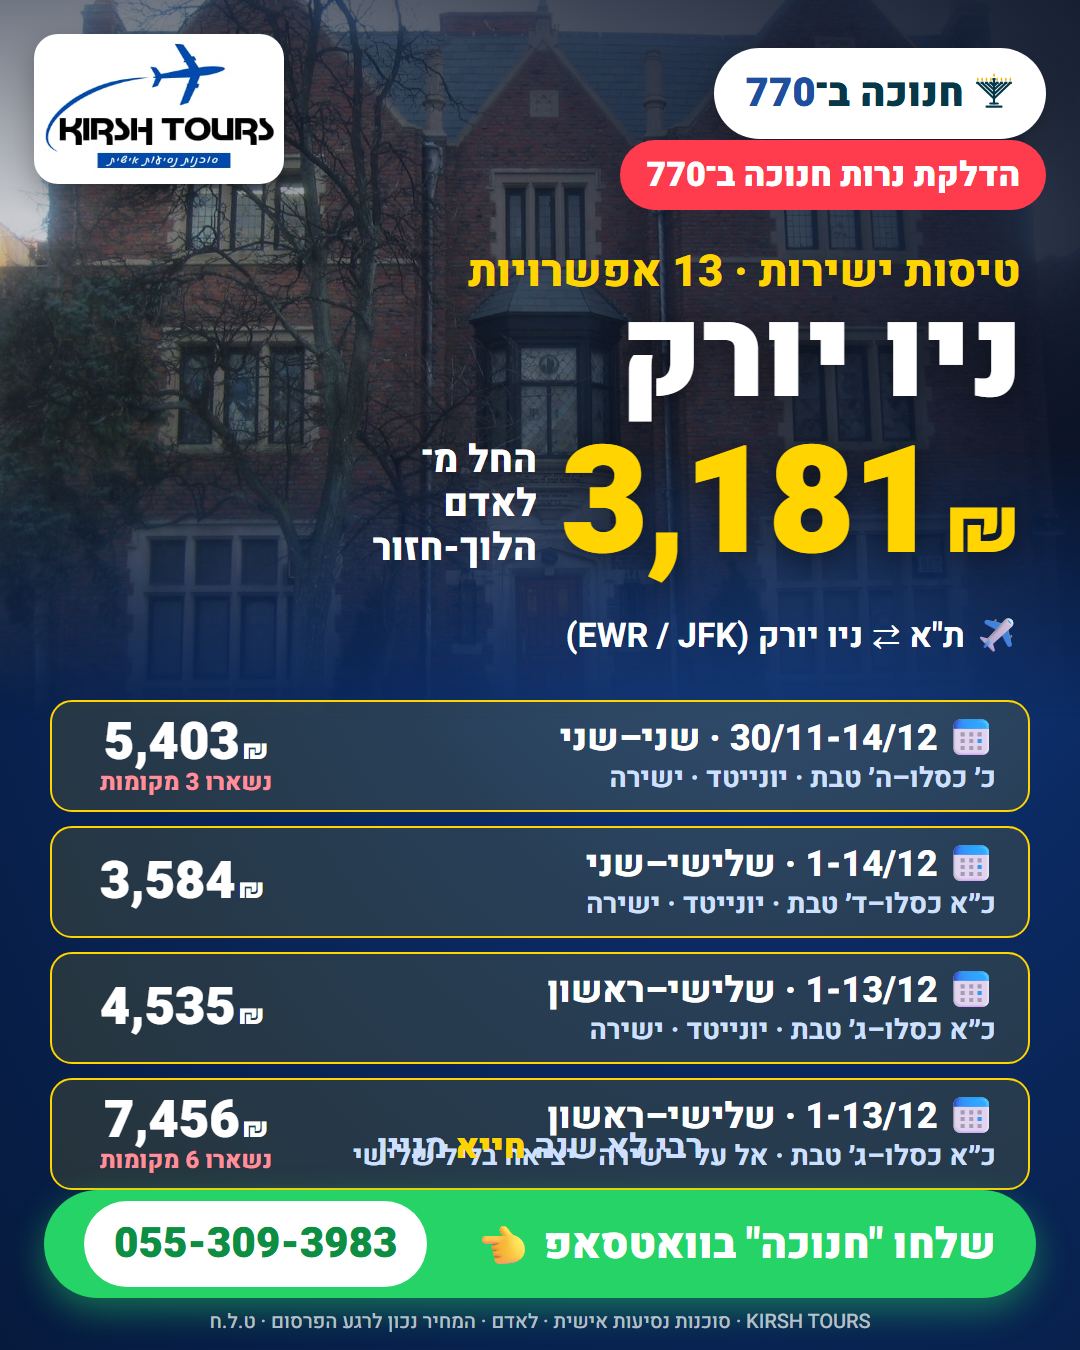 KIRSH TOURS
סוכנות נסיעות אישית
חנוכה ב־770
הדלקת נרות חנוכה ב־770
טיסות ישירות · 13 אפשרויות
ניו יורק
3,181 ₪
החל מ־
לאדם
הלוך-חזור
ת"א ⇄ ניו יורק (EWR / JFK)
30/11-14/12 · שני–שני
כ׳ כסלו–ה׳ טבת · יונייטד · ישירה
5,403 ₪
נשארו 3 מקומות
1-14/12 · שלישי–שני
כ״א כסלו–ד׳ טבת · יונייטד · ישירה
3,584 ₪
1-13/12 · שלישי–ראשון
כ״א כסלו–ג׳ טבת · יונייטד · ישירה
4,535 ₪
1-13/12 · שלישי–ראשון
כ״א כסלו–ג׳ טבת · אל על · ישירה
7,456 ₪
נשארו 6 מקומות
רבי לא שנה חייא מניין
שלחו "חנוכה" בוואטסאפ
055-309-3983
KIRSH TOURS · סוכנות נסיעות אישית · לאדם · המחיר נכון לרגע הפרסום · ט.ל.ח